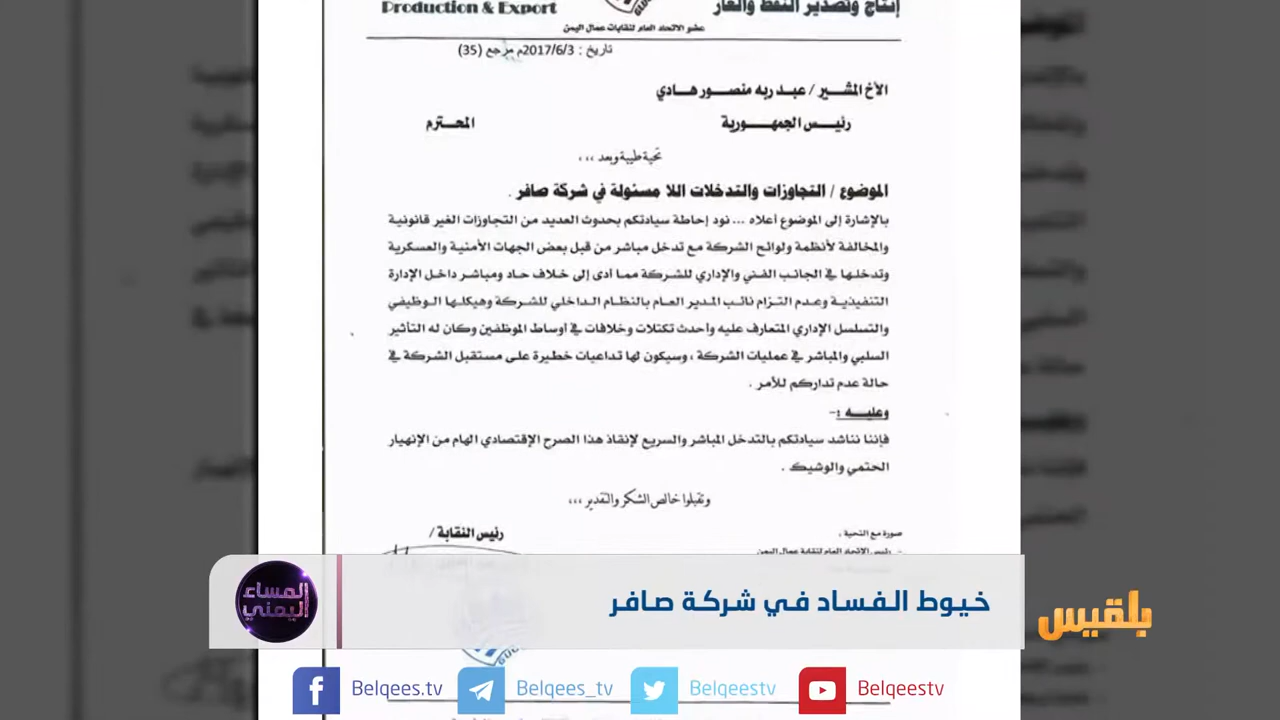 Production & Export
إنتاج وتصدير النفط والغاز
عضو الاتحاد العام لنقابات عمال اليمن
تاريخ : 2017/6/3م مرجع (35)
الأخ المشير / عبد ربه منصور هادي
رئيس الجمهورية المحترم
تحية طيبة وبعد ،،،
الموضوع / التجاوزات والتدخلات اللا مسئولة في شركة صافر .
بالإشارة إلى الموضوع أعلاه ... نود إحاطة سيادتكم بحدوث العديد من التجاوزات الغير قانونية
والمخالفة لأنظمة ولوائح الشركة مع تدخل مباشر من قبل بعض الجهات الأمنية والعسكرية
وتدخلها في الجانب الفني والإداري للشركة مما أدى إلى خلاف حاد ومباشر داخل الإدارة
التنفيذية وعدم التزام نائب المدير العام بالنظام الداخلي للشركة وهيكلها الوظيفي
والتسلسل الإداري المتعارف عليه وأحدث تكتلات وخلافات في أوساط الموظفين وكان له التأثير
السلبي والمباشر في عمليات الشركة ، وسيكون لها تداعيات خطيرة على مستقبل الشركة في
حالة عدم تدارككم للأمر .
وعليه :-
فإننا نناشد سيادتكم بالتدخل المباشر والسريع لإنقاذ هذا الصرح الإقتصادي الهام من الإنهيار
الحتمي والوشيك .
وتقبلوا خالص الشكر والتقدير ،،،
رئيس النقابة /
صورة مع التحية ،
- رئيس الاتحاد العام لنقابة عمال اليمن
المساء اليمني
خيوط الفساد في شركة صافر
بلقيس
Belqees.tv
Belqees_tv
Belqeestv
Belqeestv